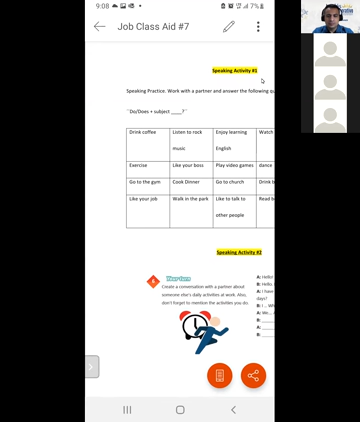 9:08
7%
Job Class Aid #7
Speaking Activity #1
Speaking Practice. Work with a partner and answer the following
``Do/Does + subject ____?``
Drink coffee
Listen to rock music
Enjoy learning English
Watch
Exercise
Like your boss
Play video games
dance
Go to the gym
Cook Dinner
Go to church
Drink
Like your job
Walk in the park
Like to talk to other people
Read
Speaking Activity #2
Your turn
Create a conversation with a partner about
someone else's daily activities at work. Also,
don't forget to mention the activities you do.
A: Hello!
B: Hello.
A: I have
days?
B: I ...
A:
B:
A:
B: